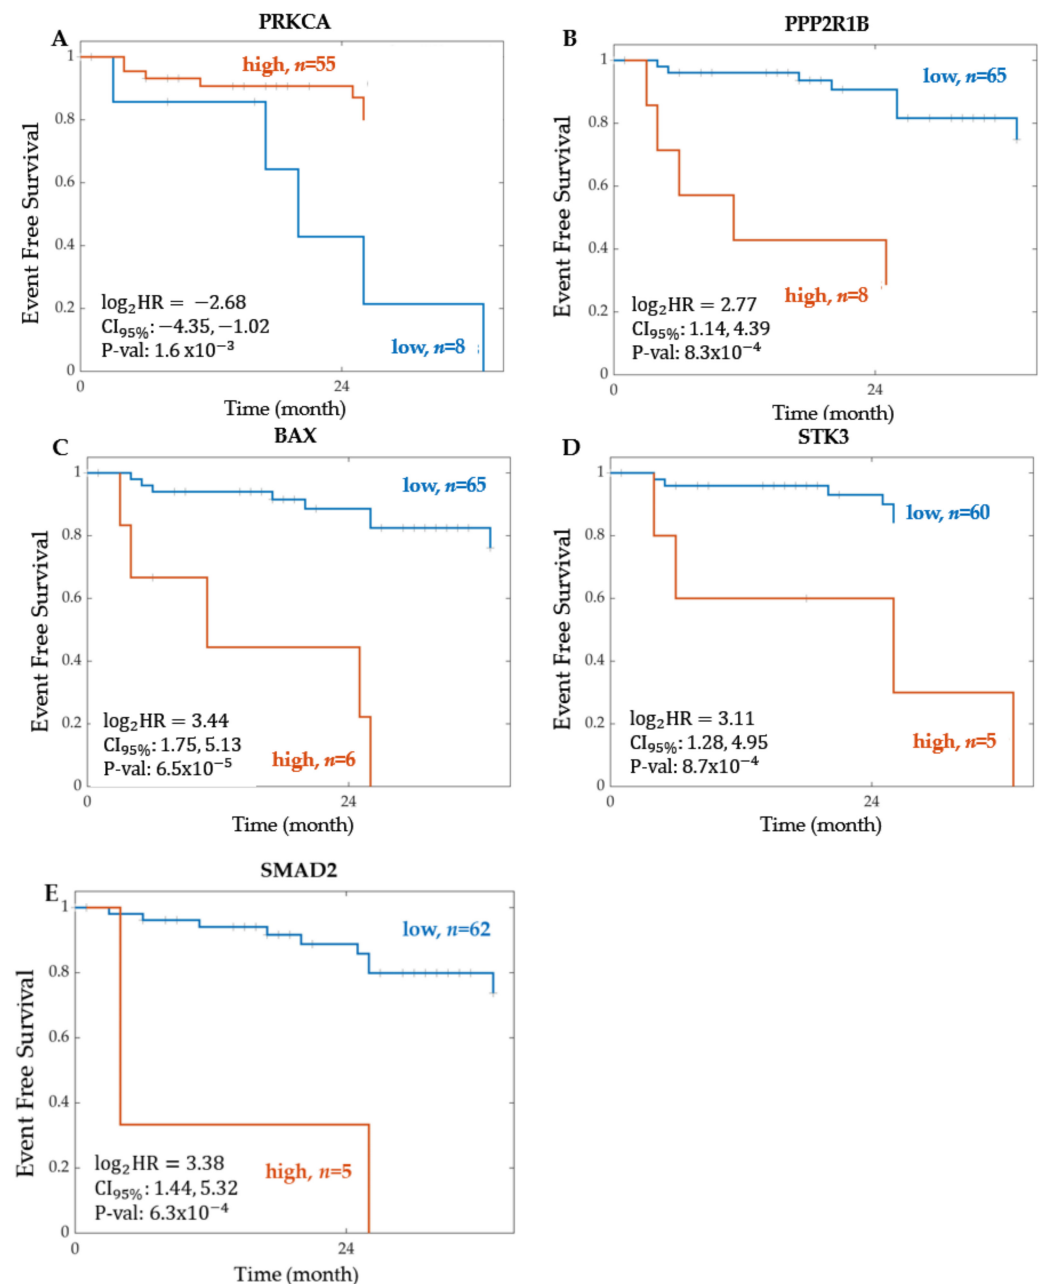 A
PRKCA
Event Free Survival
1
0.8
0.6
0.4
0.2
0
high, n=55
log₂HR = −2.68
CI₉₅%: −4.35, −1.02
P-val: 1.6 x10⁻³
low, n=8
0
24
Time (month)
B
PPP2R1B
Event Free Survival
1
0.8
0.6
0.4
0.2
0
low, n=65
high, n=8
log₂HR = 2.77
CI₉₅%: 1.14, 4.39
P-val: 8.3x10⁻⁴
0
24
Time (month)
C
BAX
Event Free Survival
1
0.8
0.6
0.4
0.2
0
low, n=65
log₂HR = 3.44
CI₉₅%: 1.75, 5.13
P-val: 6.5x10⁻⁵
high, n=6
0
24
Time (month)
D
STK3
Event Free Survival
1
0.8
0.6
0.4
0.2
0
low, n=60
log₂HR = 3.11
CI₉₅%: 1.28, 4.95
P-val: 8.7x10⁻⁴
high, n=5
0
24
Time (month)
E
SMAD2
Event Free Survival
1
0.8
0.6
0.4
0.2
0
low, n=62
log₂HR = 3.38
CI₉₅%: 1.44, 5.32
P-val: 6.3x10⁻⁴
high, n=5
0
24
Time (month)